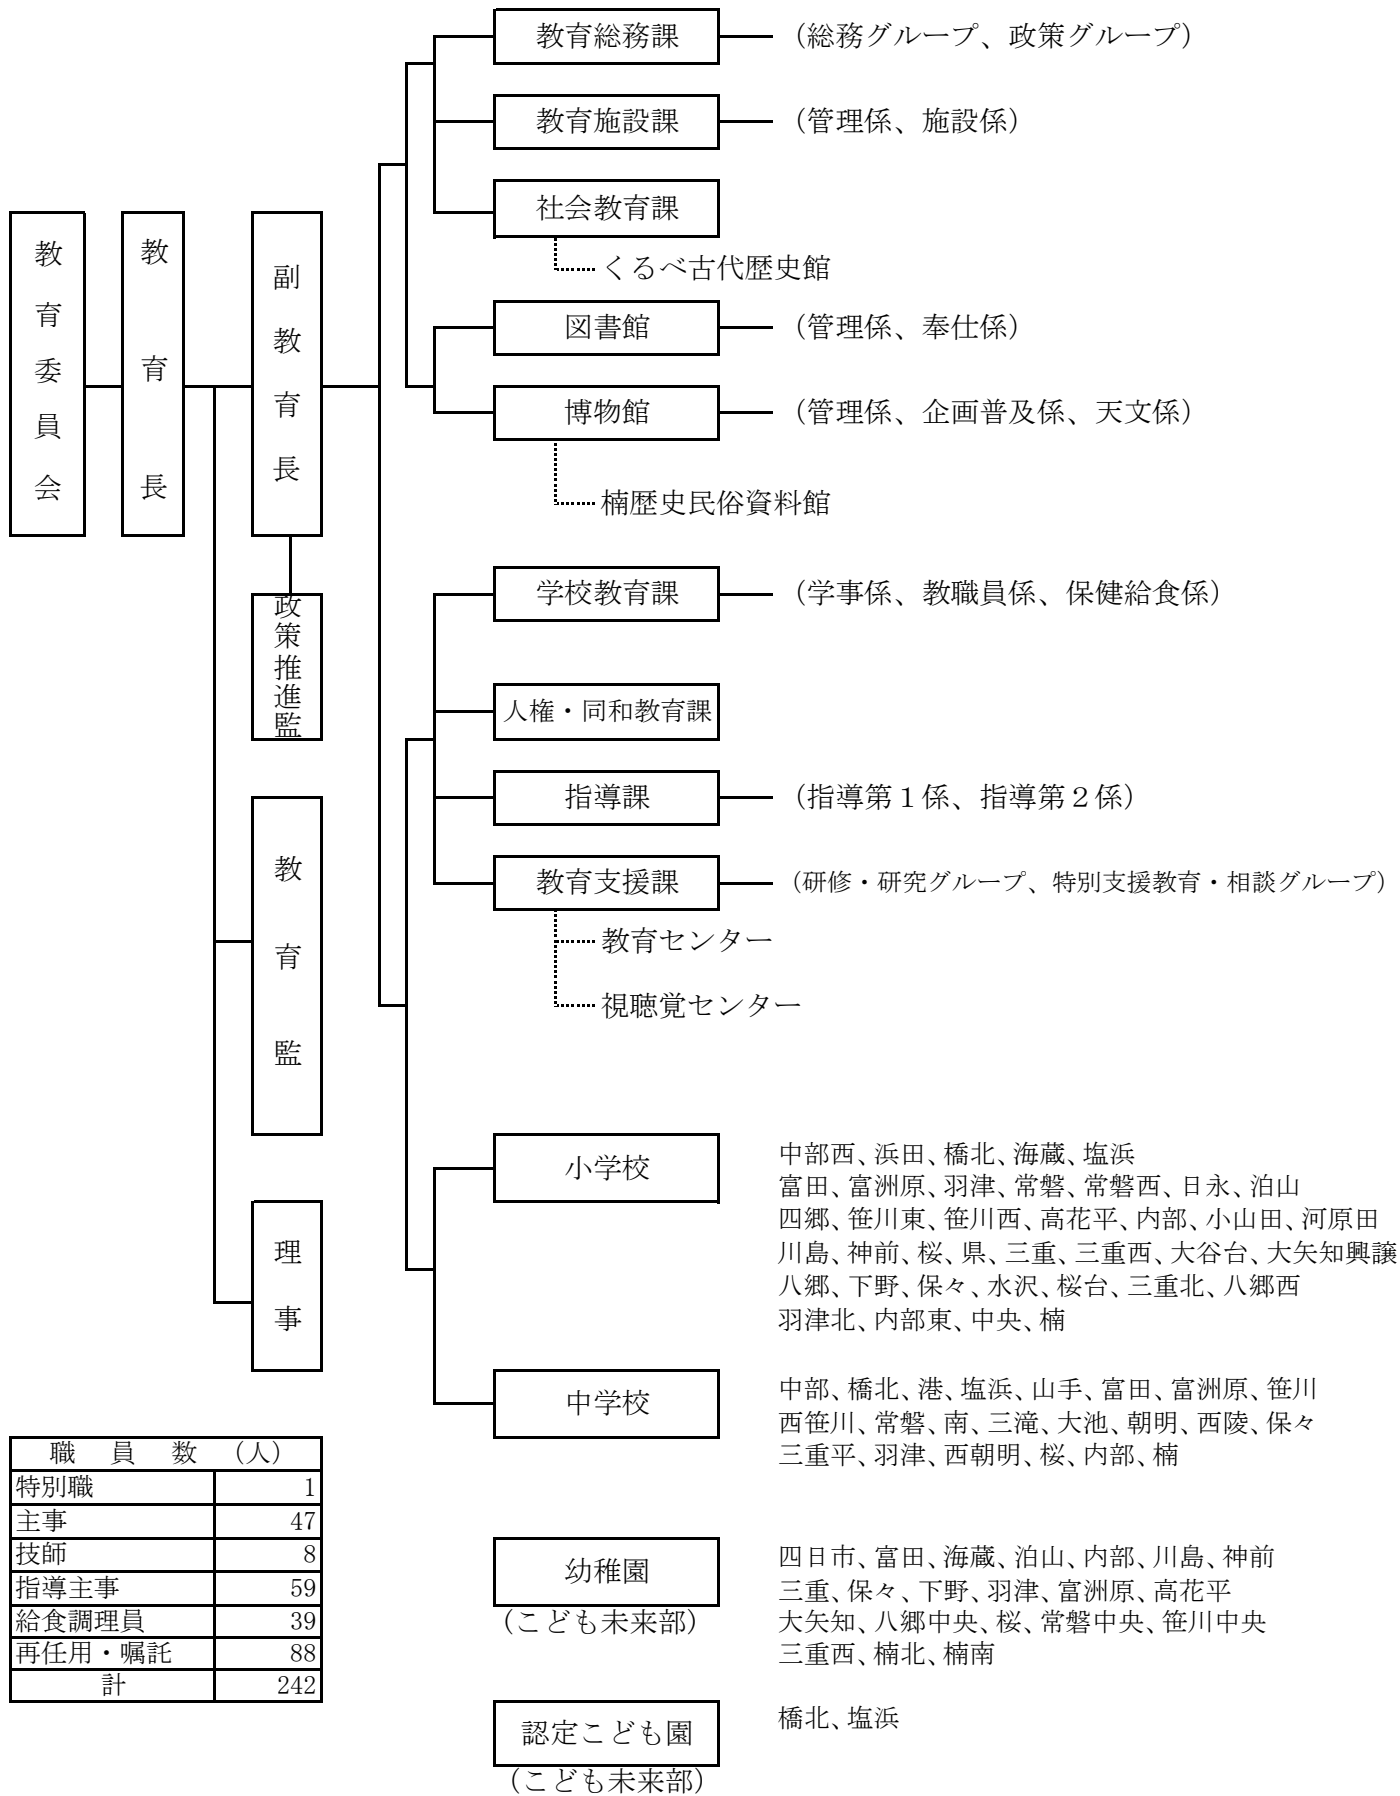 教育委員会
教育長
副教育長
政策推進監
教育監
理事
教育総務課
(総務グループ、政策グループ)
教育施設課
(管理係、施設係)
社会教育課
くるべ古代歴史館
図書館
(管理係、奉仕係)
博物館
(管理係、企画普及係、天文係)
楠歴史民俗資料館
学校教育課
(学事係、教職員係、保健給食係)
人権・同和教育課
指導課
(指導第1係、指導第2係)
教育支援課
(研修・研究グループ、特別支援教育・相談グループ)
教育センター
視聴覚センター
小学校
中部西、浜田、橋北、海蔵、塩浜
富田、富洲原、羽津、常磐、常磐西、日永、泊山
四郷、笹川東、笹川西、高花平、内部、小山田、河原田
川島、神前、桜、県、三重、三重西、大谷台、大矢知興譲
八郷、下野、保々、水沢、桜台、三重北、八郷西
羽津北、内部東、中央、楠
中学校
中部、橋北、港、塩浜、山手、富田、富洲原、笹川
西笹川、常磐、南、三滝、大池、朝明、西陵、保々
三重平、羽津、西朝明、桜、内部、楠
幼稚園
(こども未来部)
四日市、富田、海蔵、泊山、内部、川島、神前
三重、保々、下野、羽津、富洲原、高花平
大矢知、八郷中央、桜、常磐中央、笹川中央
三重西、楠北、楠南
認定こども園
(こども未来部)
橋北、塩浜
職 員 数 (人)
特別職 1
主事 47
技師 8
指導主事 59
給食調理員 39
再任用・嘱託 88
計 242